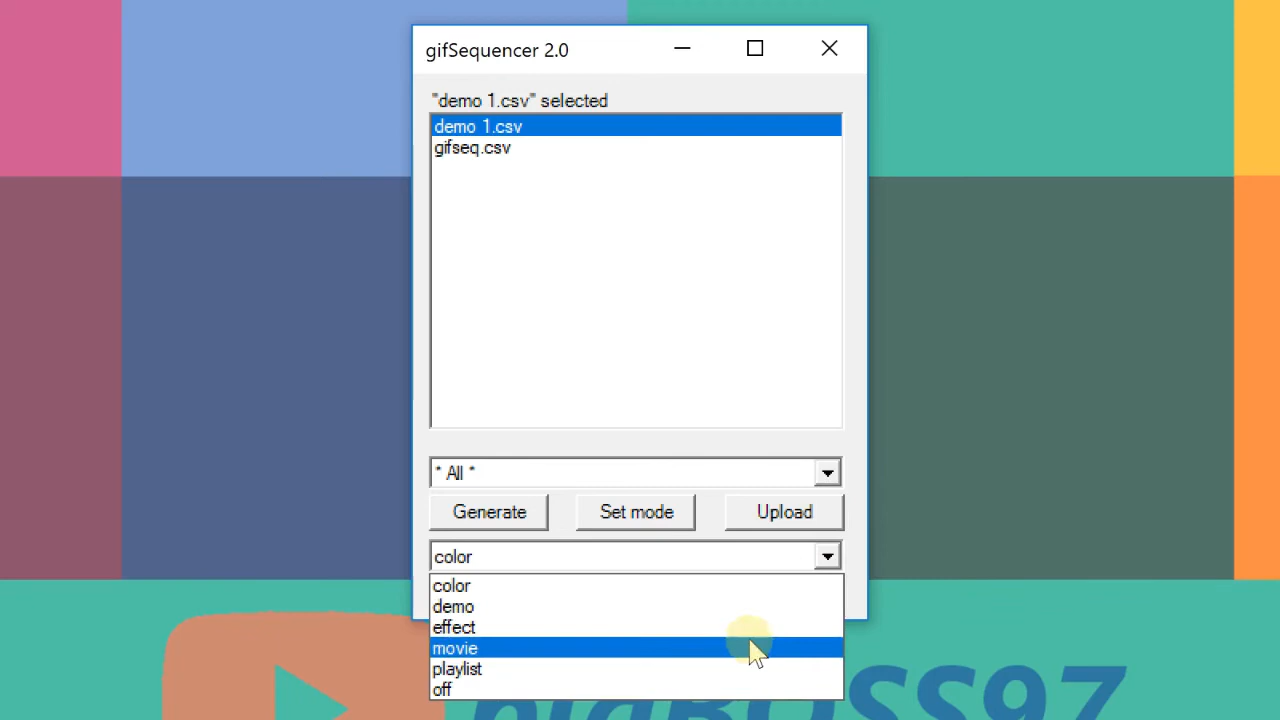 gifSequencer 2.0
"demo 1.csv" selected
demo 1.csv
gifseq.csv
* All *
Generate
Set mode
Upload
color
color
demo
effect
movie
playlist
off